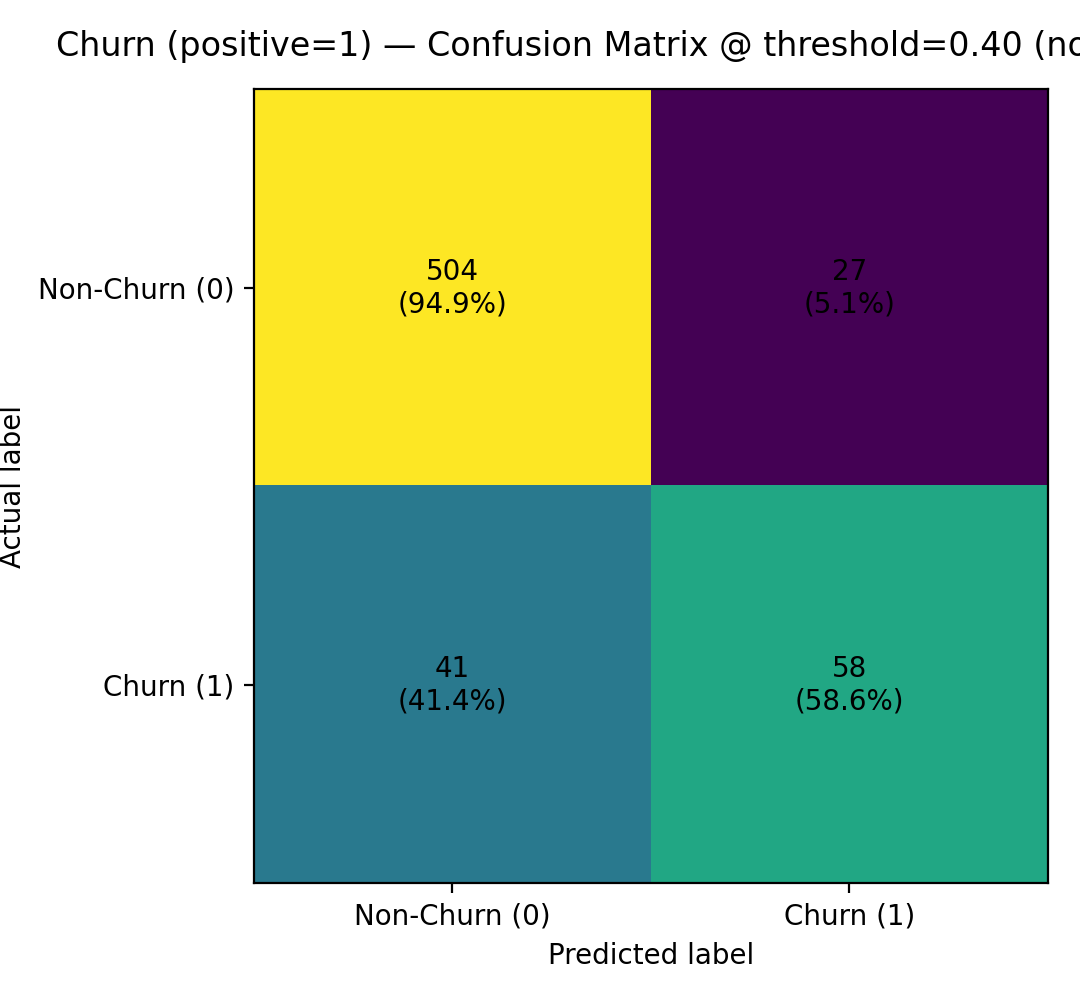 Churn (positive=1) — Confusion Matrix @ threshold=0.40 (no
Non-Churn (0)
504
(94.9%)
27
(5.1%)
Actual label
Churn (1)
41
(41.4%)
58
(58.6%)
Non-Churn (0)
Churn (1)
Predicted label